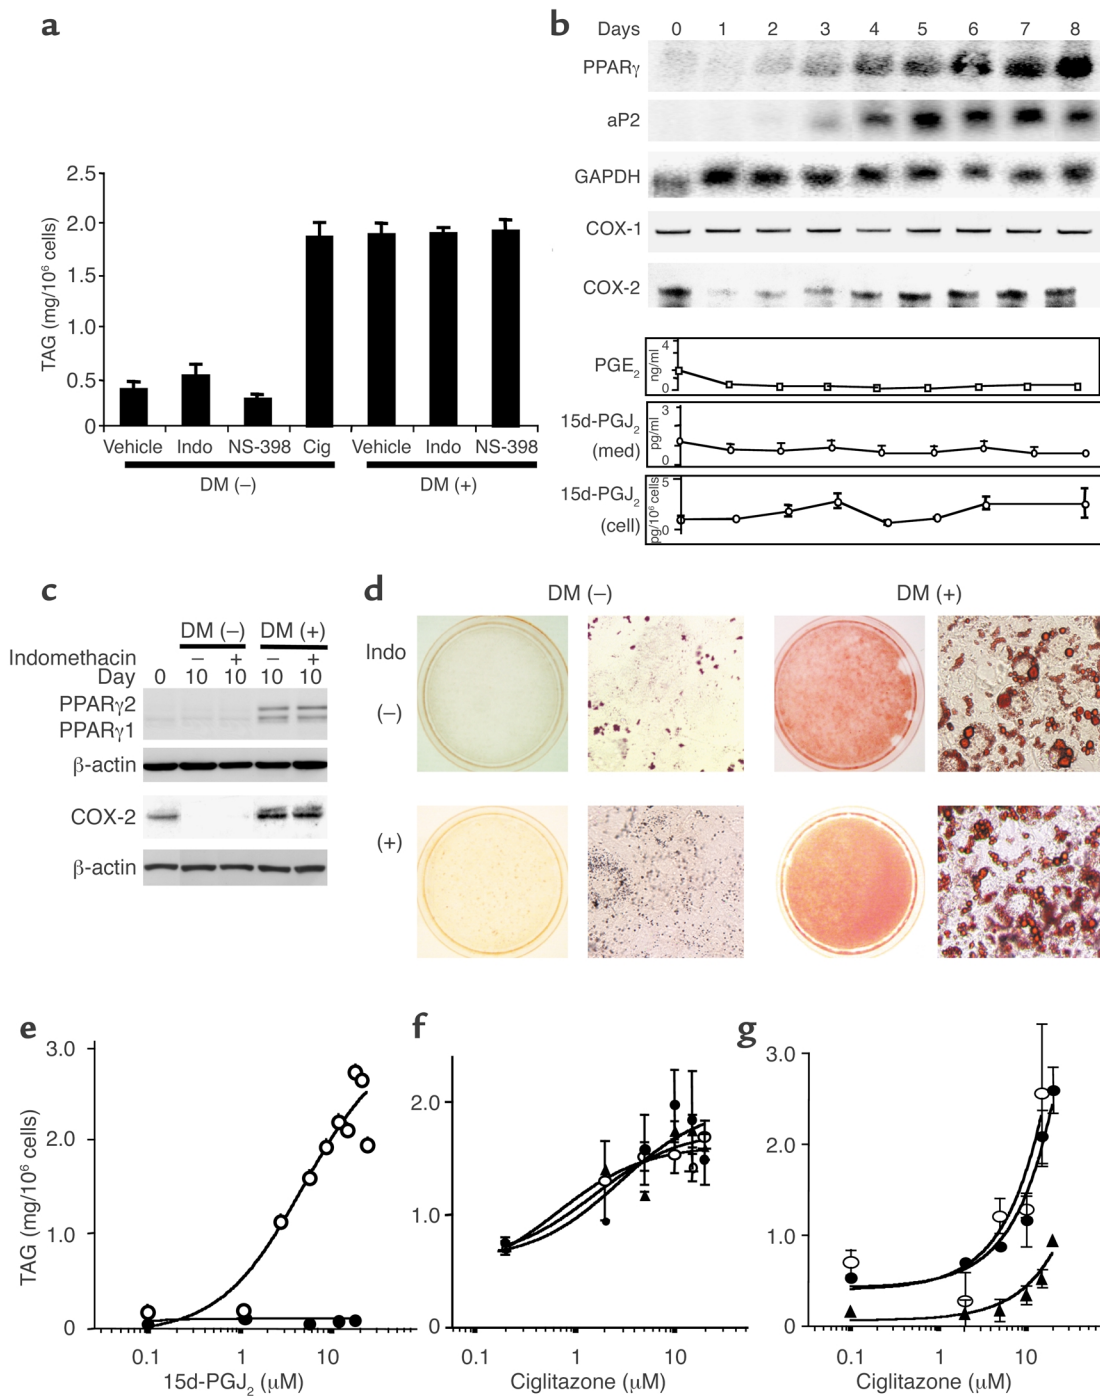 a
2.5
2.0
1.5
1.0
0.5
0
TAG (mg/10⁶ cells)
Vehicle Indo NS-398 Cig Vehicle Indo NS-398
DM (–) DM (+)
b
Days 0 1 2 3 4 5 6 7 8
PPARγ
aP2
GAPDH
COX-1
COX-2
PGE₂
4
0
ng/ml
15d-PGJ₂
(med)
3
0
pg/ml
15d-PGJ₂
(cell)
5
0
pg/10⁶ cells
c
DM (–) DM (+)
Indomethacin – + – +
Day 0 10 10 10 10
PPARγ2
PPARγ1
β-actin
COX-2
β-actin
d
DM (–) DM (+)
Indo
(–)
(+)
e
3.0
2.0
1.0
0
TAG (mg/10⁶ cells)
0.1 1 10
15d-PGJ₂ (μM)
f
2.0
1.0
0
0.1 1 10
Ciglitazone (μM)
g
3.0
2.0
1.0
0
0.1 1 10
Ciglitazone (μM)